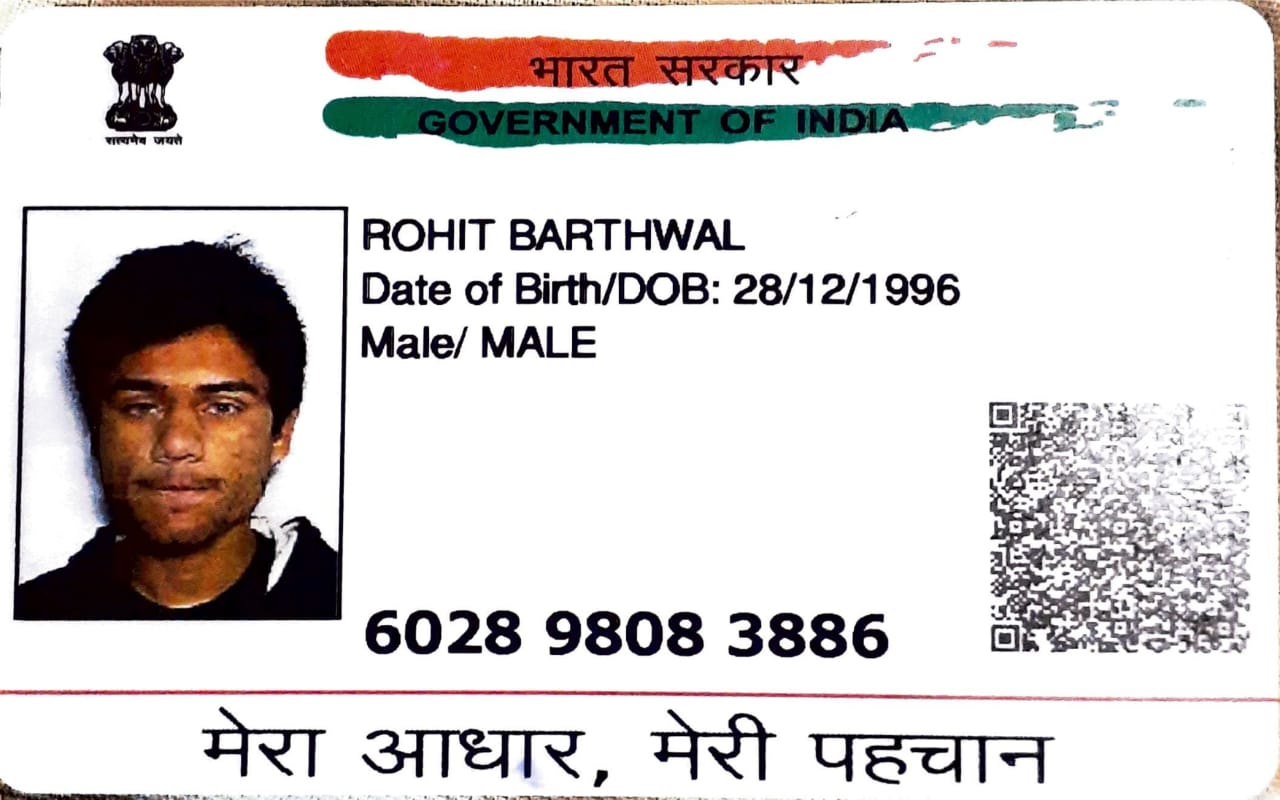 भारत सरकार
GOVERNMENT OF INDIA
सत्यमेव जयते
ROHIT BARTHWAL
Date of Birth/DOB: 28/12/1996
Male/ MALE
6028 9808 3886
मेरा आधार, मेरी पहचान